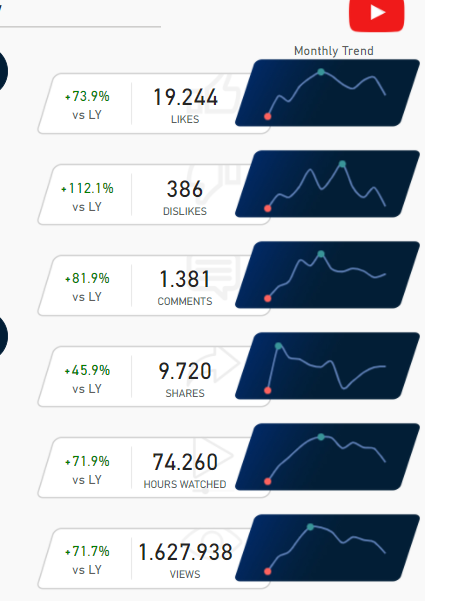 Monthly Trend
+73.9%
vs LY
19.244
LIKES
+112.1%
vs LY
386
DISLIKES
+81.9%
vs LY
1.381
COMMENTS
+45.9%
vs LY
9.720
SHARES
+71.9%
vs LY
74.260
HOURS WATCHED
+71.7%
vs LY
1.627.938
VIEWS